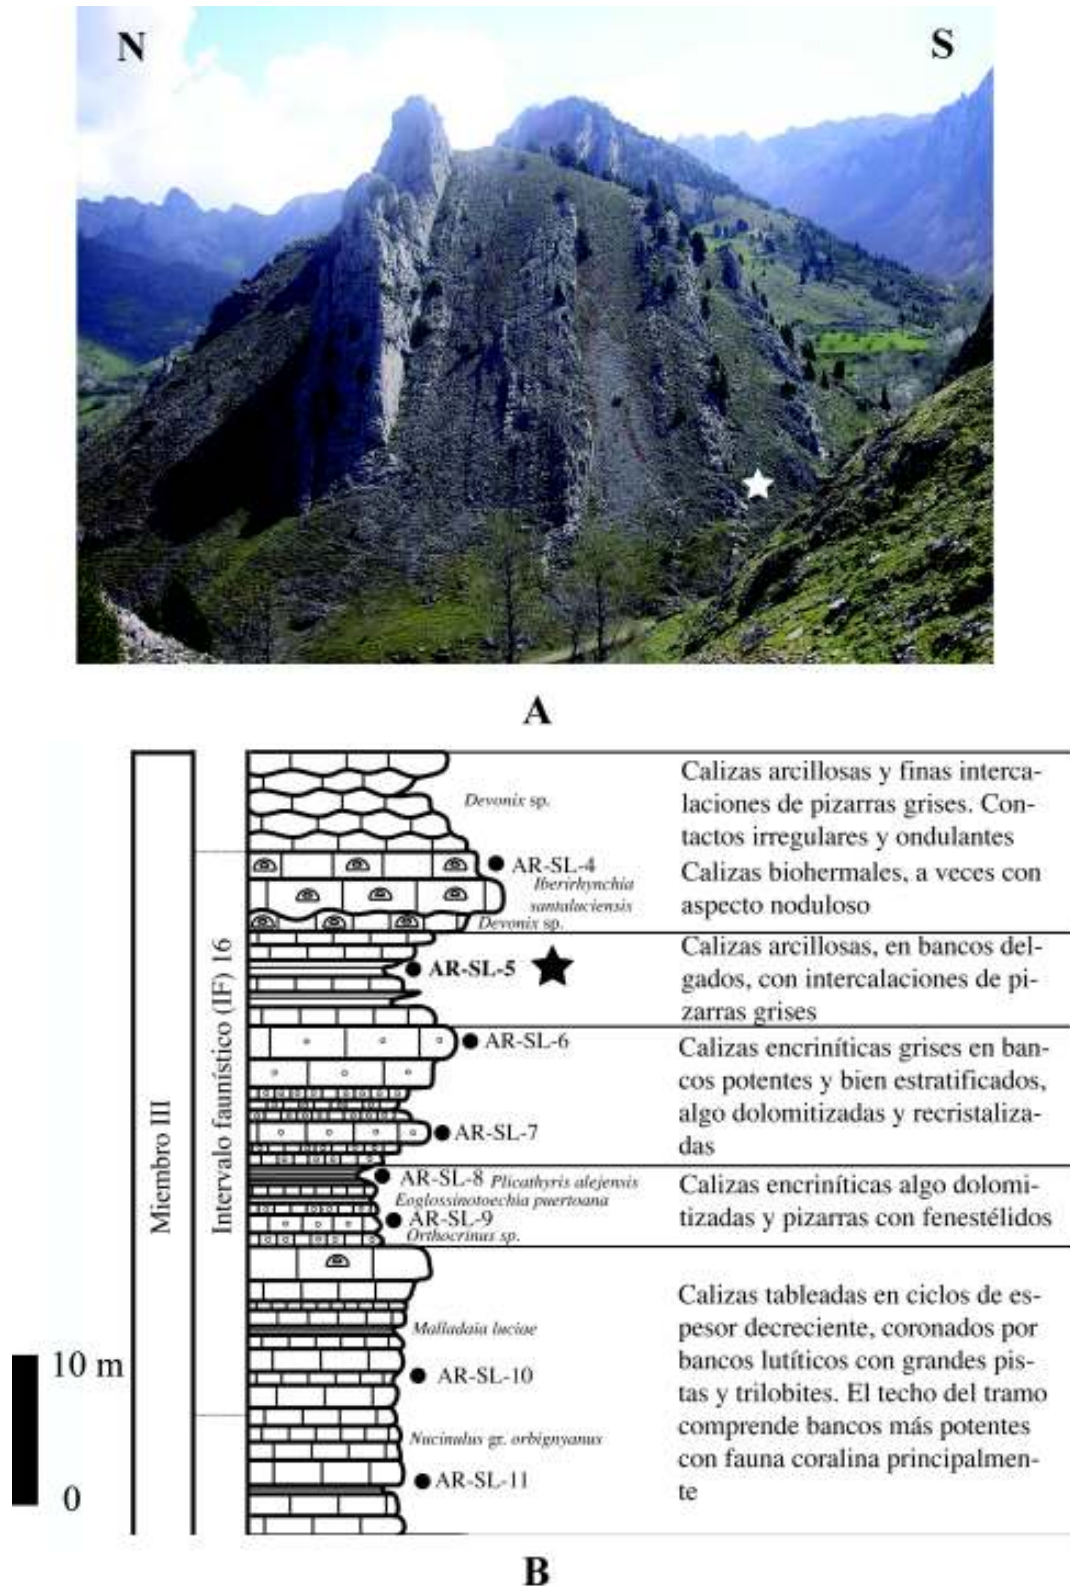 N
S
A
Devonix sp.
Calizas arcillosas y finas interca-
laciones de pizarras grises. Con-
tactos irregulares y ondulantes
AR-SL-4
Iberirhynchia
santaluciensis
Devonix sp.
Calizas biohermales, a veces con
aspecto noduloso
AR-SL-5
Calizas arcillosas, en bancos del-
gados, con intercalaciones de pi-
zarras grises
AR-SL-6
AR-SL-7
Calizas encriníticas grises en ban-
cos potentes y bien estratificados,
algo dolomitizadas y recristaliza-
das
AR-SL-8 Plicathyris alejensis
Eoglossinotoechia puertoana
AR-SL-9
Orthocrinus sp.
Calizas encriníticas algo dolomi-
tizadas y pizarras con fenestélidos
Malladaia luciae
AR-SL-10
Nucinulus gr. orbignyanus
AR-SL-11
Calizas tableadas en ciclos de es-
pesor decreciente, coronados por
bancos lutíticos con grandes pis-
tas y trilobites. El techo del tramo
comprende bancos más potentes
con fauna coralina principalmen-
te
Miembro III
Intervalo faunístico (IF) 16
10 m
0
B